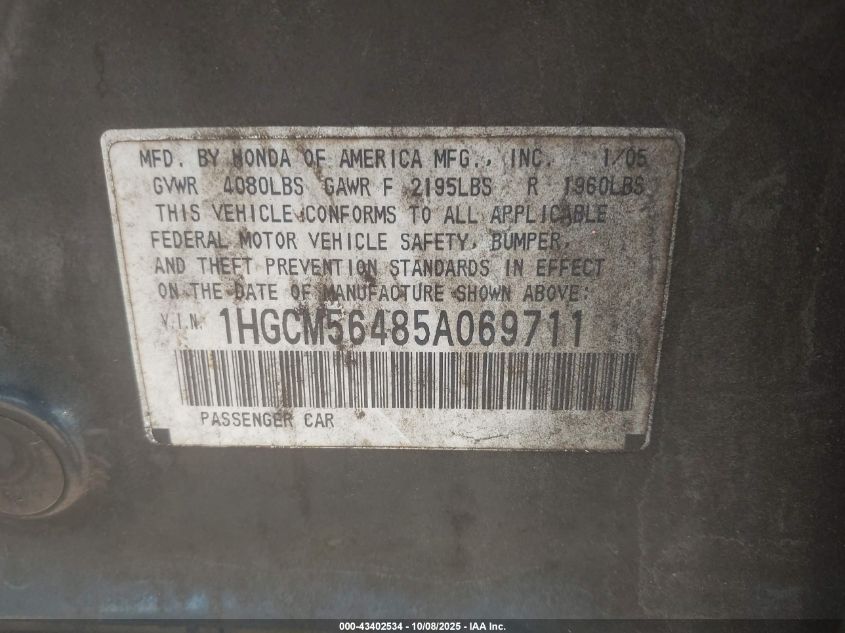 MFD. BY HONDA OF AMERICA MFG., INC. 1/05
GVWR 4080LBS GAWR F 2195LBS R 1960LBS
THIS VEHICLE CONFORMS TO ALL APPLICABLE
FEDERAL MOTOR VEHICLE SAFETY, BUMPER,
AND THEFT PREVENTION STANDARDS IN EFFECT
ON THE DATE OF MANUFACTURE SHOWN ABOVE:
V.I.N. 1HGCM56485A069711
PASSENGER CAR
000-43402534 - 10/08/2025 - IAA Inc.